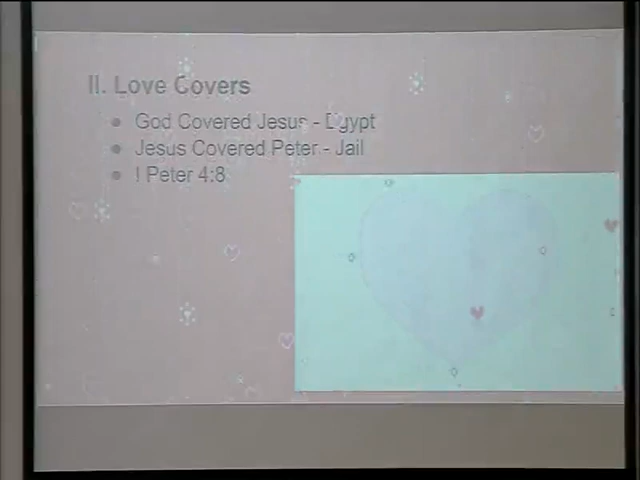 II. Love Covers
God Covered Jesus - Egypt
Jesus Covered Peter - Jail
I Peter 4:8